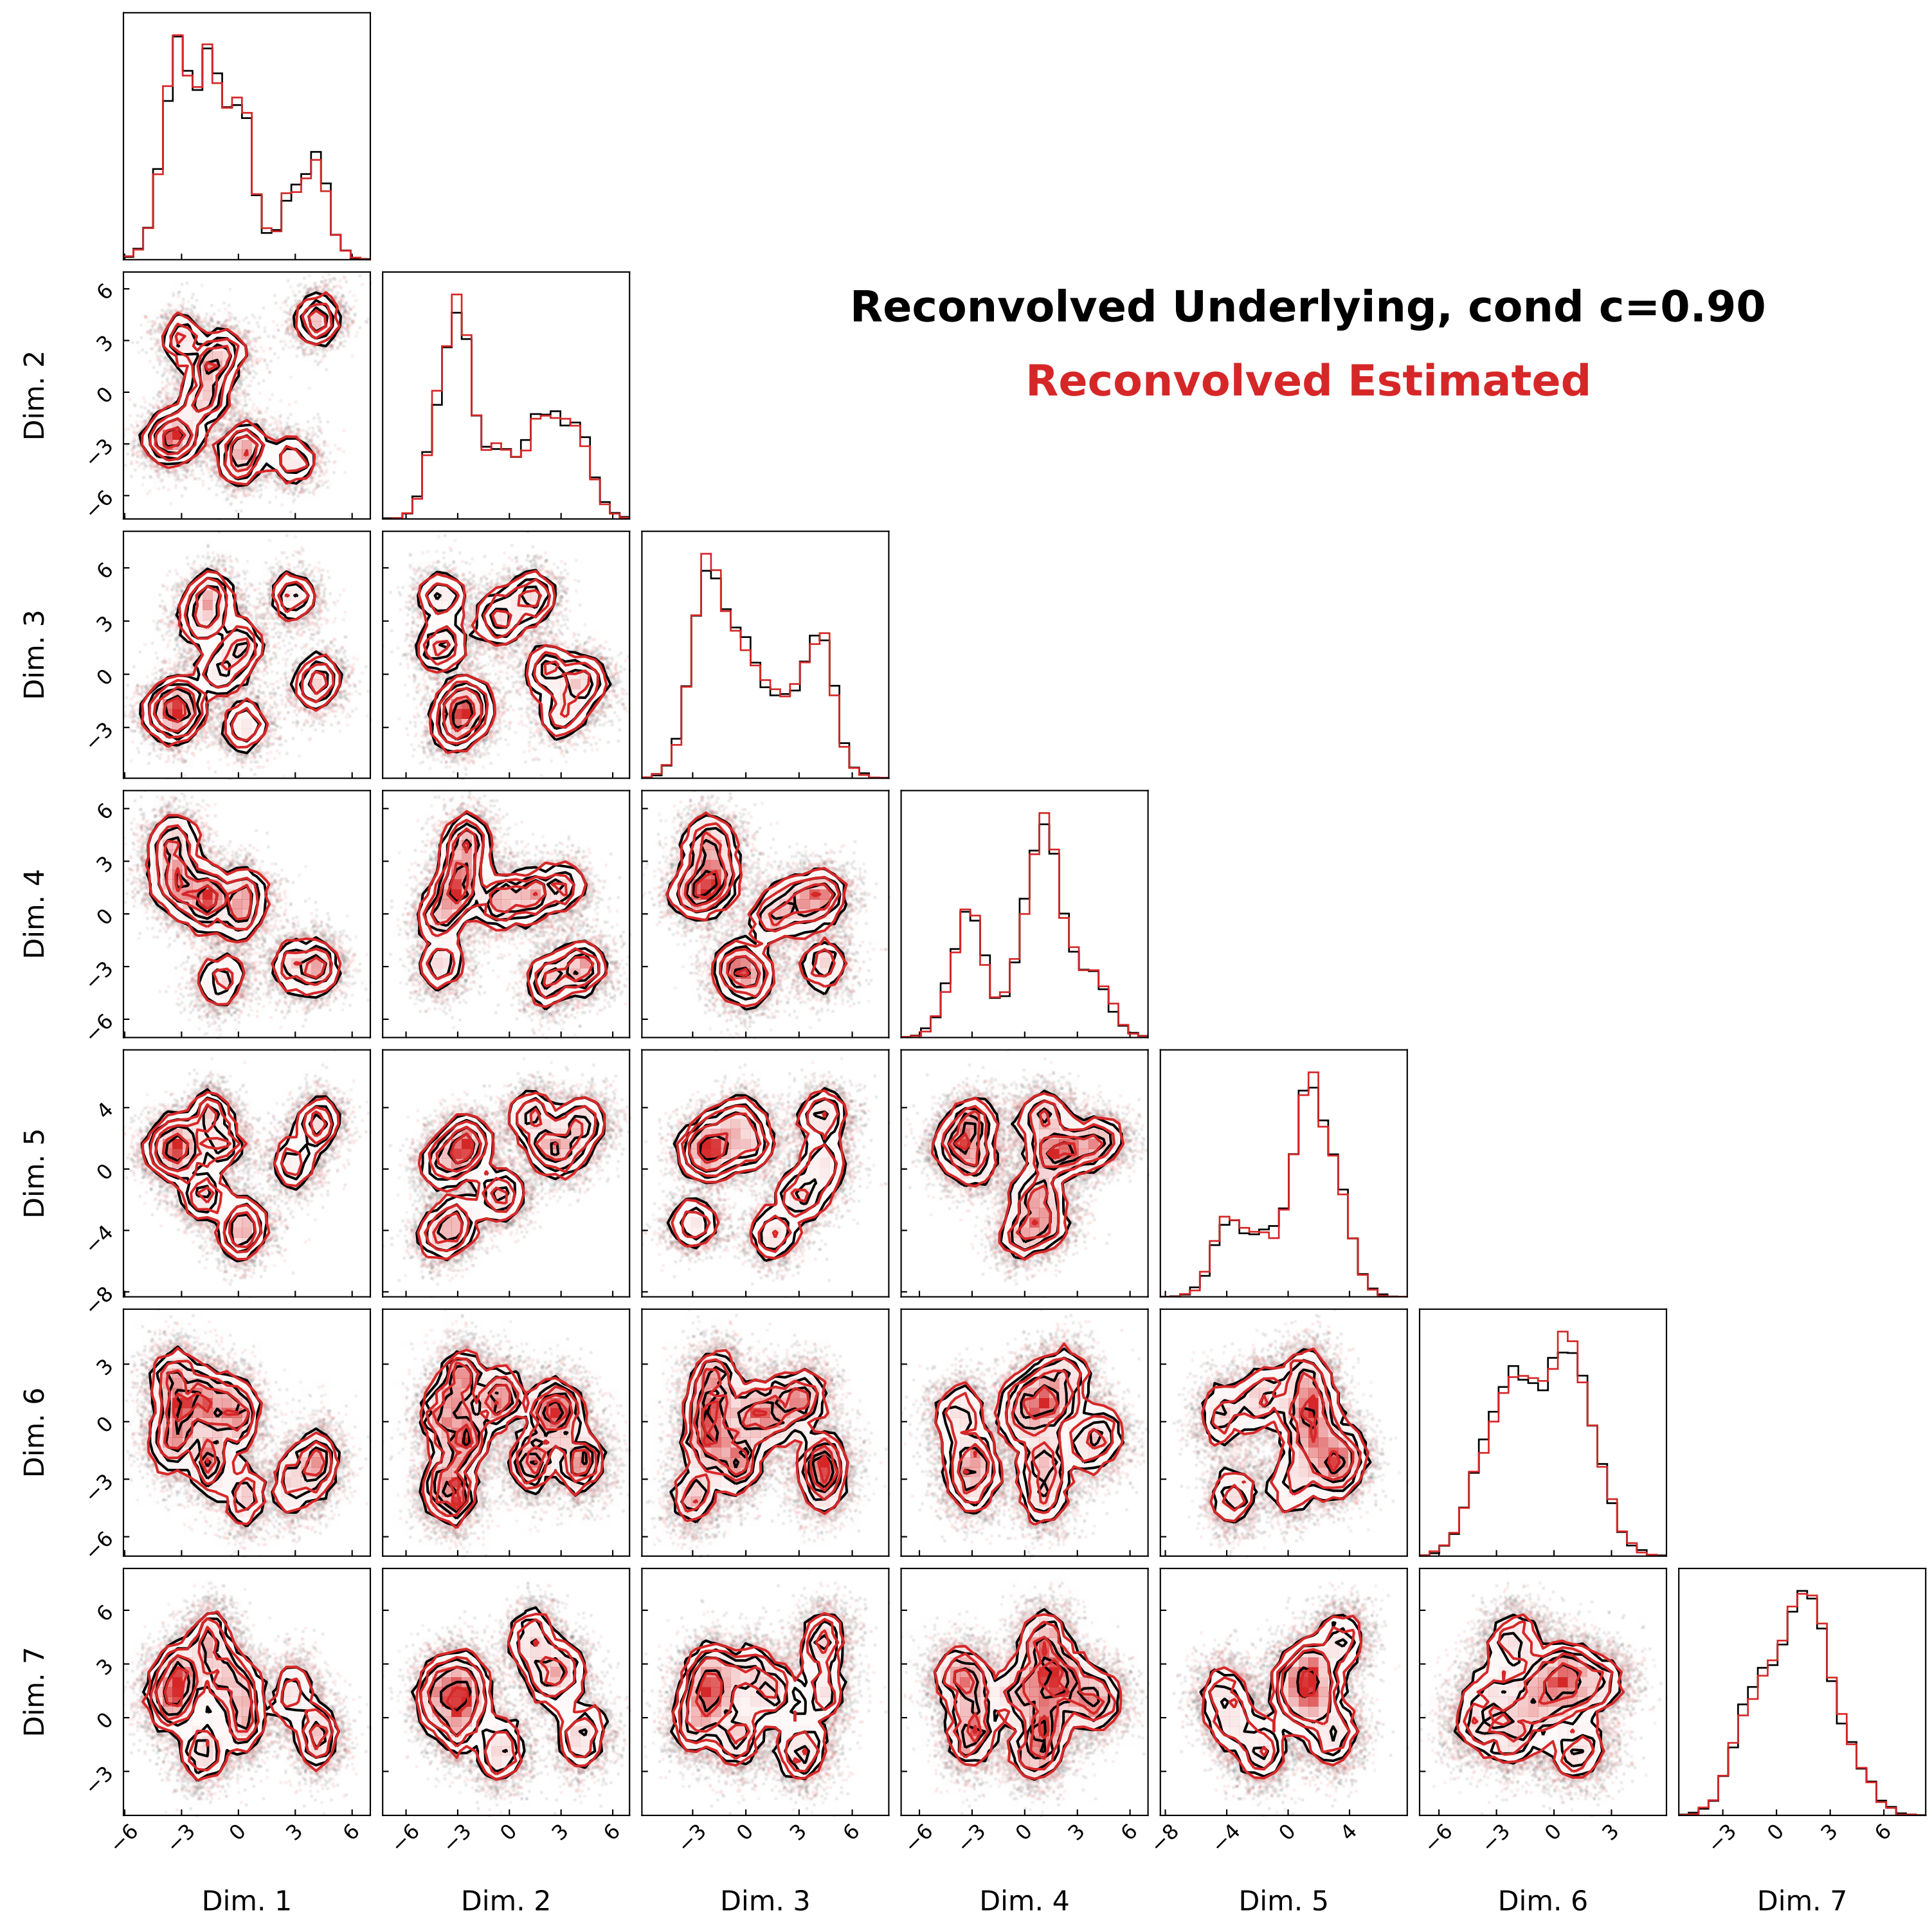 6
3
0
−3
−6
Dim. 2
Reconvolved Underlying, cond c=0.90
Reconvolved Estimated
6
3
0
−3
Dim. 3
6
3
0
−3
−6
Dim. 4
4
0
−4
−8
Dim. 5
3
0
−3
−6
Dim. 6
6
3
0
−3
Dim. 7
−6 −3 0 3 6 −6 −3 0 3 6 −3 0 3 6 −6 −3 0 3 6 −8 −4 0 4 −6 −3 0 3 −3 0 3 6
Dim. 1 Dim. 2 Dim. 3 Dim. 4 Dim. 5 Dim. 6 Dim. 7